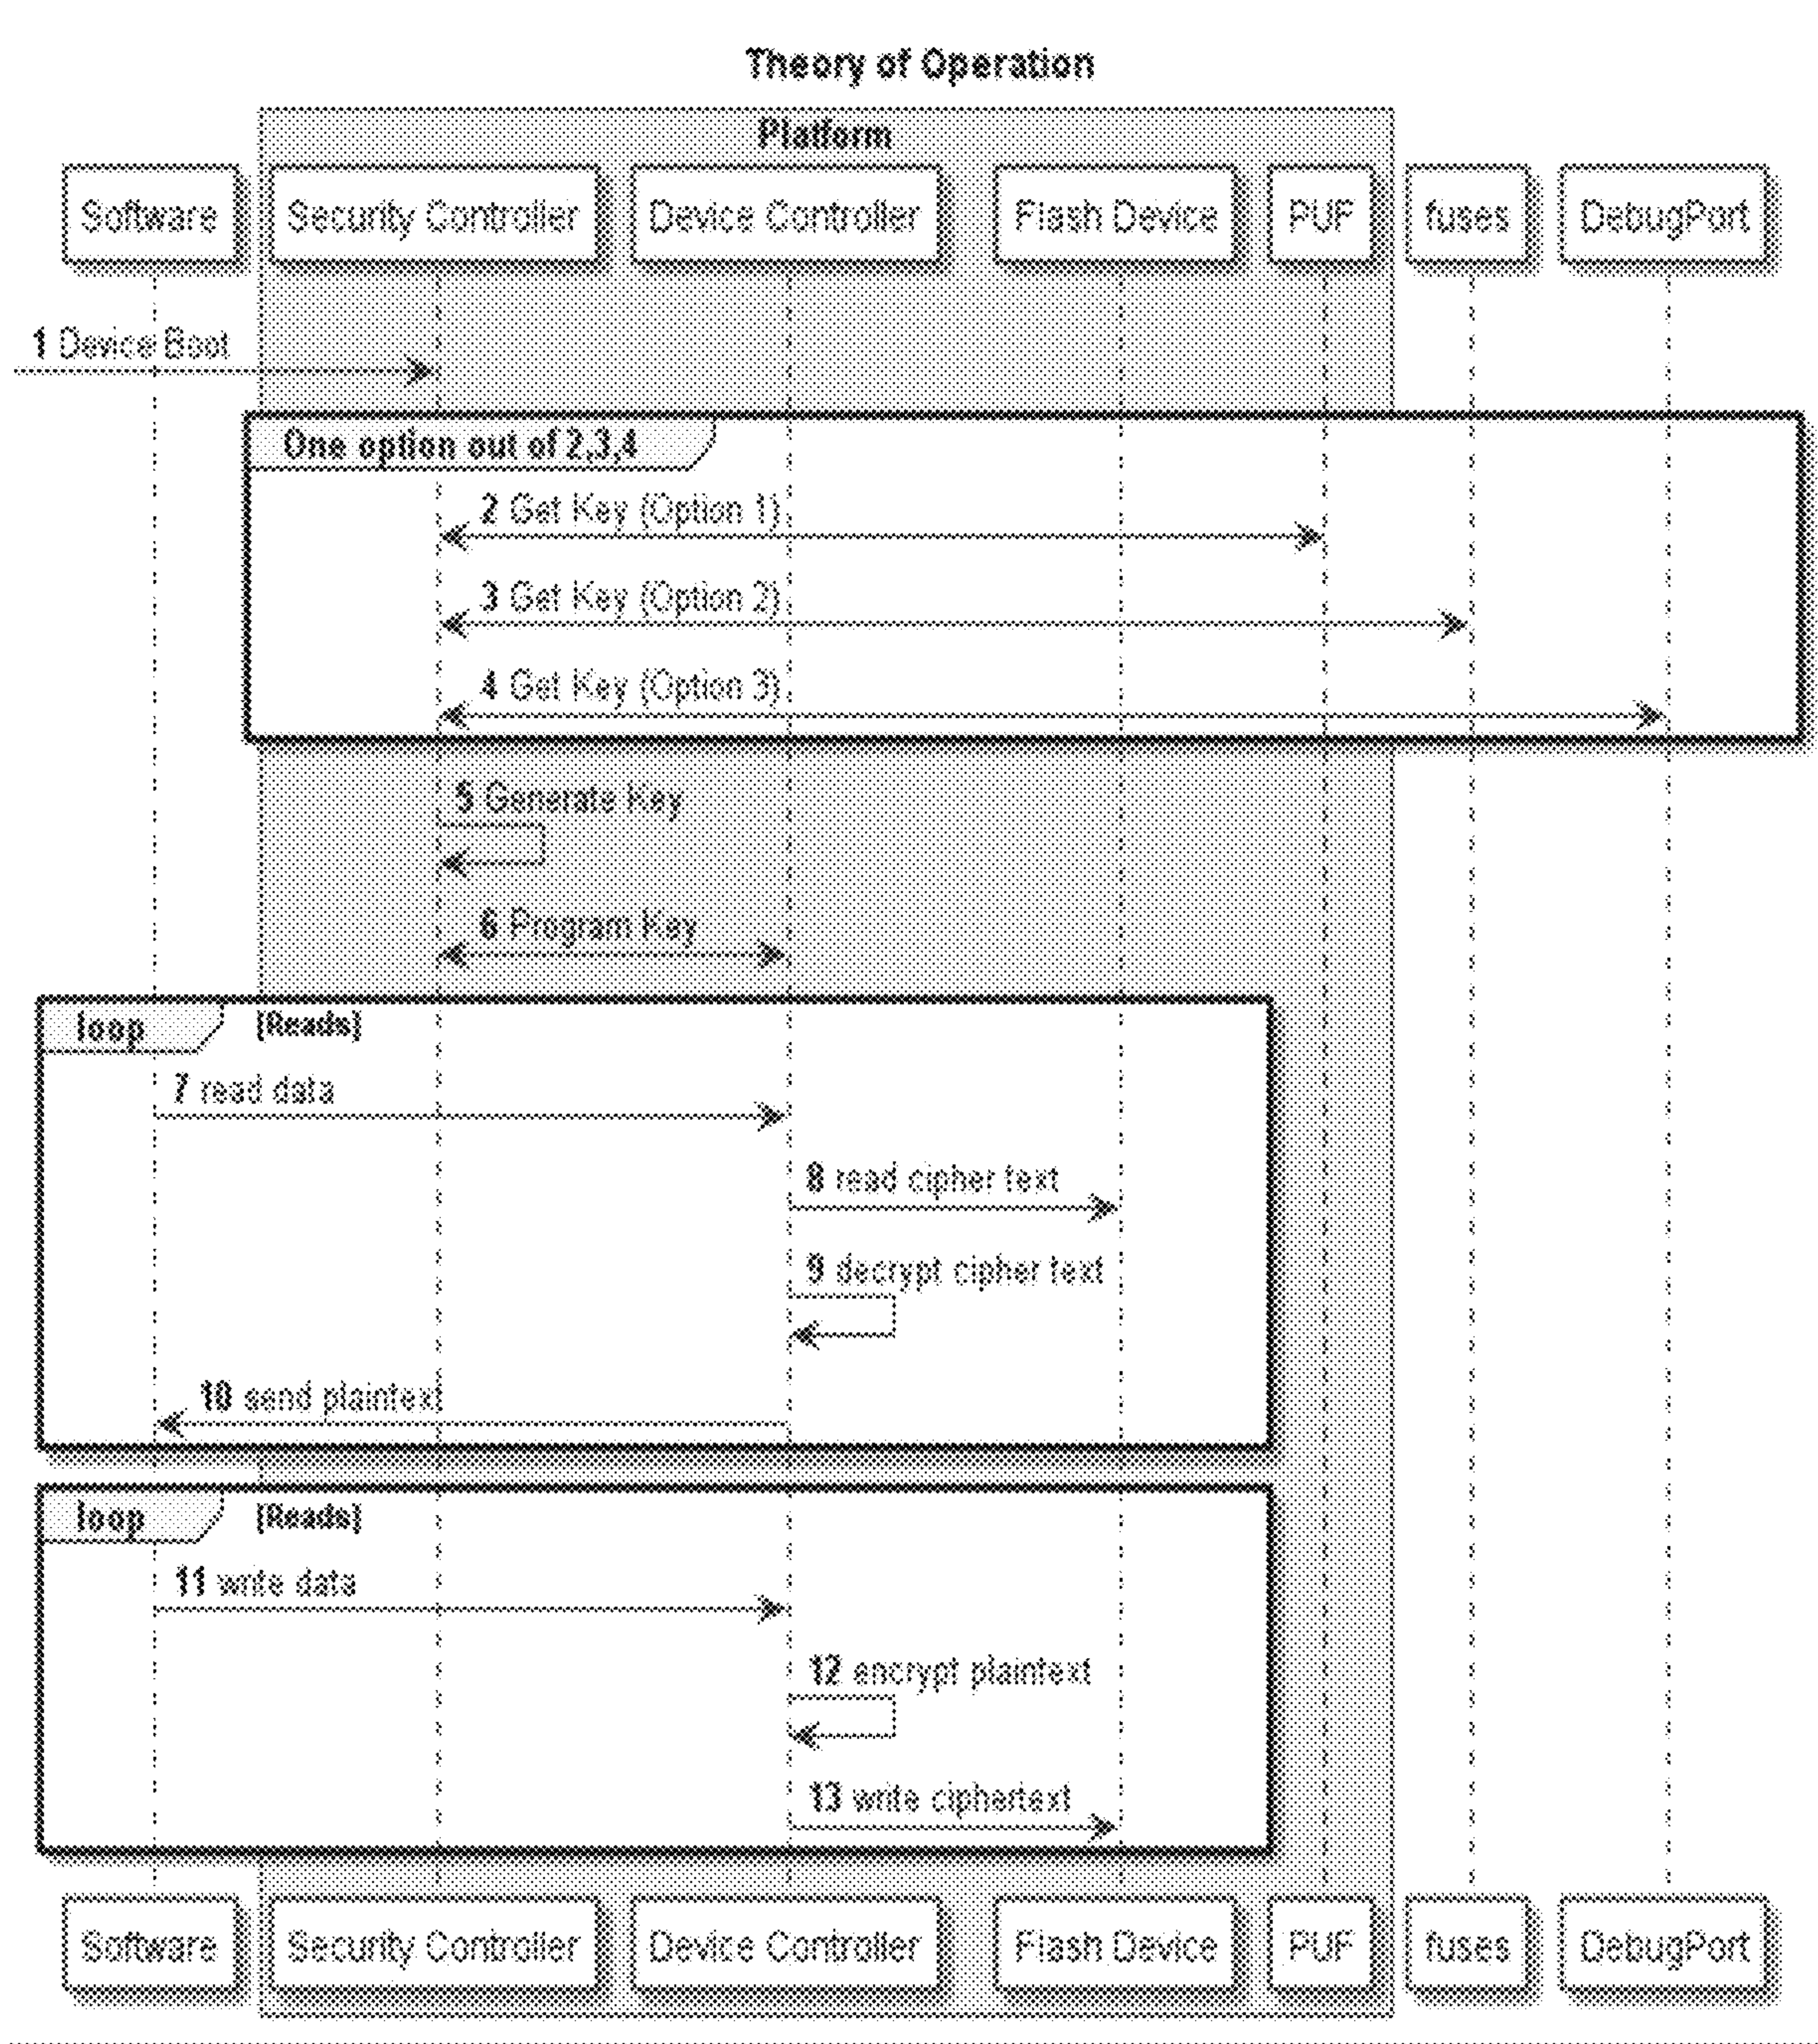 Theory of Operation
Platform
Software Security Controller Device Controller Flash Device PUF fuses DebugPort
1 Device Boot
One option out of 2,3,4
2 Get Key (Option 1)
3 Get Key (Option 2)
4 Get Key (Option 3)
5 Generate Key
6 Program Key
loop [Reads]
7 read data
8 read cipher text
9 decrypt cipher text
10 send plaintext
loop [Reads]
11 write data
12 encrypt plaintext
13 write ciphertext
Software Security Controller Device Controller Flash Device PUF fuses DebugPort